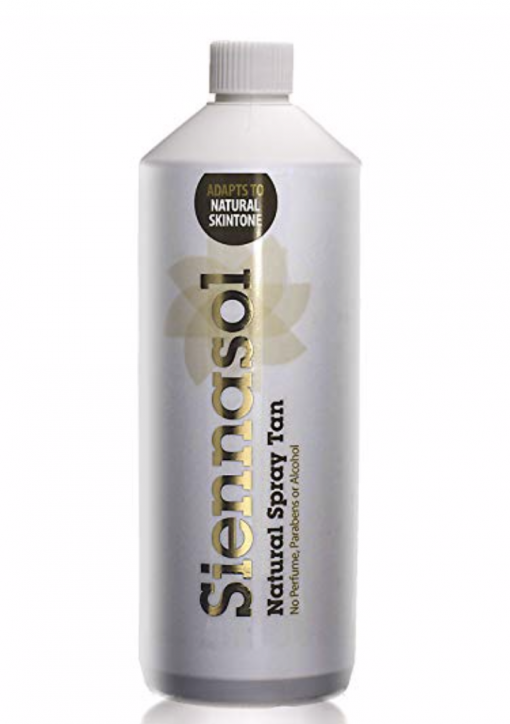 ADAPTS TO
NATURAL
SKINTONE
Siennasol
Natural Spray Tan
No Perfume, Parabens or Alcohol